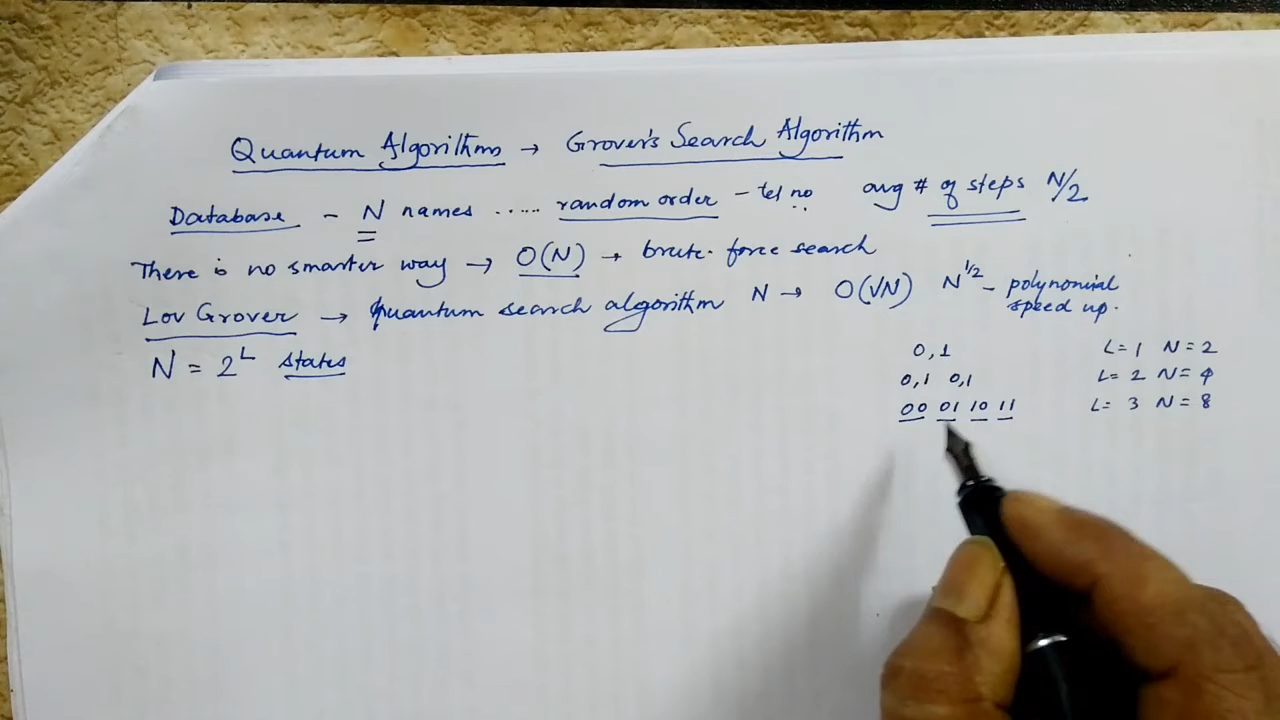 Quantum Algorithms → Grover's Search Algorithm
Database - N names ...... random order - tel no.. avg # of steps N/2
There is no smarter way → O(N) → brute-force search
Lov Grover → quantum search algorithm N → O(√N) N^1/2 - polynomial speed up.
N = 2^L states
0,1 L=1 N=2
0,1 0,1 L=2 N=4
00 01 10 11 L=3 N=8